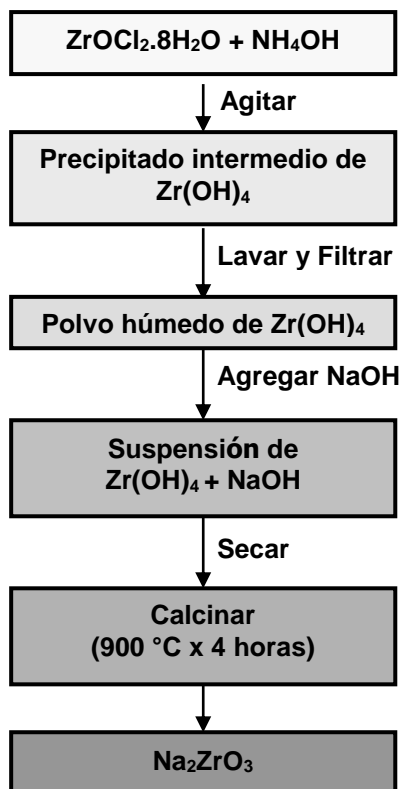 ZrOCl₂.8H₂O + NH₄OH
Agitar
Precipitado intermedio de
Zr(OH)₄
Lavar y Filtrar
Polvo húmedo de Zr(OH)₄
Agregar NaOH
Suspensión de
Zr(OH)₄ + NaOH
Secar
Calcinar
(900 °C x 4 horas)
Na₂ZrO₃